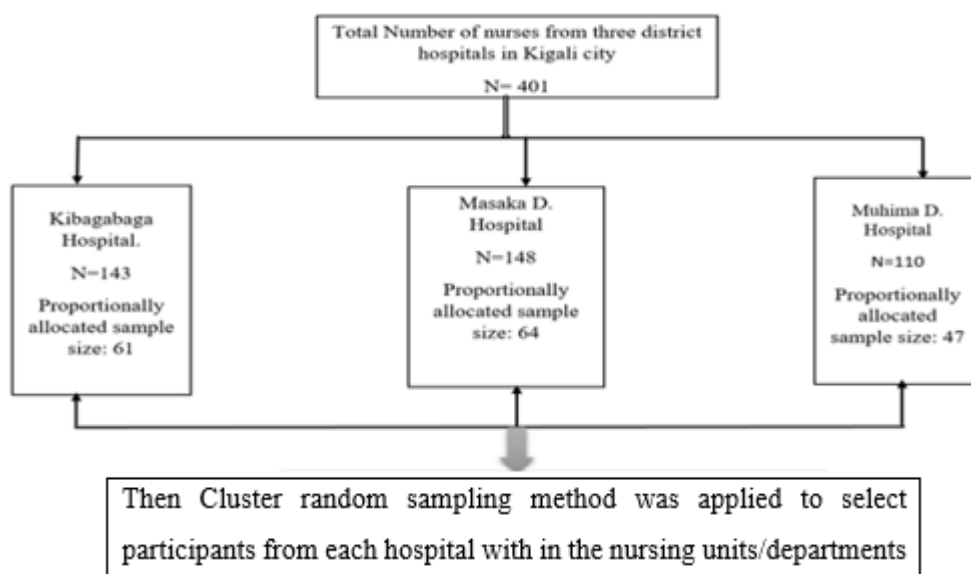 Total Number of nurses from three district
hospitals in Kigali city
N= 401
Kibagabaga
Hospital.
N=143
Proportionally
allocated sample
size: 61
Masaka D.
Hospital
N=148
Proportionally
allocated sample
size: 64
Muhima D.
Hospital
N=110
Proportionally
allocated
sample size: 47
Then Cluster random sampling method was applied to select
participants from each hospital with in the nursing units/departments